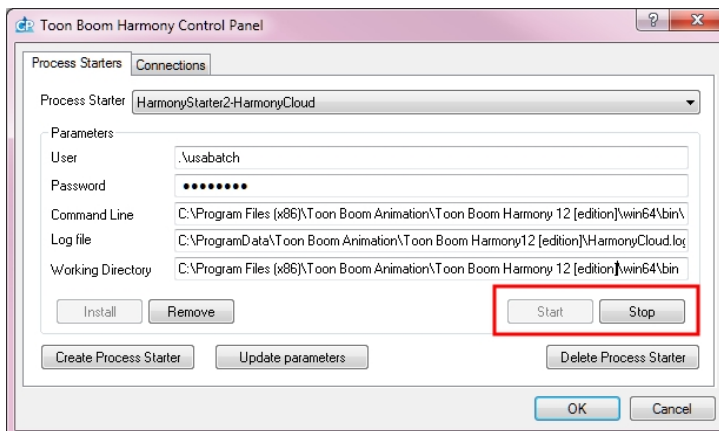 Toon Boom Harmony Control Panel
Process Starters Connections
Process Starter HarmonyStarter2-HarmonyCloud
Parameters
User .\usabatch
Password ••••••••
Command Line C:\Program Files (x86)\Toon Boom Animation\Toon Boom Harmony 12 [edition]\win64\bin\
Log file C:\ProgramData\Toon Boom Animation\Toon Boom Harmony12 [edition]\HarmonyCloud.log
Working Directory C:\Program Files (x86)\Toon Boom Animation\Toon Boom Harmony 12 [edition]\win64\bin
Install Remove Start Stop
Create Process Starter Update parameters Delete Process Starter
OK Cancel